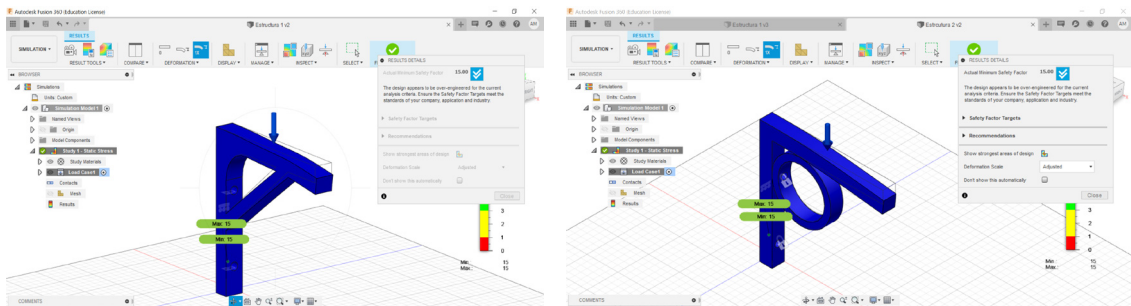 Autodesk Fusion 360 (Education License)
Estructura 1 v2
AM
RESULTS
SIMULATION
RESULT TOOLS
COMPARE
DEFORMATION
DISPLAY
MANAGE
INSPECT
SELECT
BROWSER
Simulations
Units: Custom
Simulation Model 1
Named Views
Origin
Model Components
Study 1 - Static Stress
Study Materials
Load Case1
Contacts
Mesh
Results
RESULTS DETAILS
Actual Minimum Safety Factor 15.00
The design appears to be over-engineered for the current
analysis criteria. Ensure the Safety Factor Targets meet the
standards of your company, application and industry.
Safety Factor Targets
Recommendations
Show strongest areas of design
Deformation Scale Adjusted
Don't show this automatically
Close
Max: 15
Min: 15
3
2
1
0
15
Max.: 15
COMMENTS
Autodesk Fusion 360 (Education License)
Estructura 1 v3
Estructura 2 v2
AM
RESULTS
SIMULATION
RESULT TOOLS
COMPARE
DEFORMATION
DISPLAY
MANAGE
INSPECT
SELECT
BROWSER
Simulations
Units: Custom
Simulation Model 1
Named Views
Origin
Model Components
Study 1 - Static Stress
Study Materials
Load Case1
Contacts
Mesh
Results
RESULTS DETAILS
Actual Minimum Safety Factor 15.00
The design appears to be over-engineered for the current
analysis criteria. Ensure the Safety Factor Targets meet the
standards of your company, application and industry.
Safety Factor Targets
Recommendations
Show strongest areas of design
Deformation Scale Adjusted
Don't show this automatically
Close
Max: 15
Min: 15
3
2
1
0
15
Max.: 15
COMMENTS